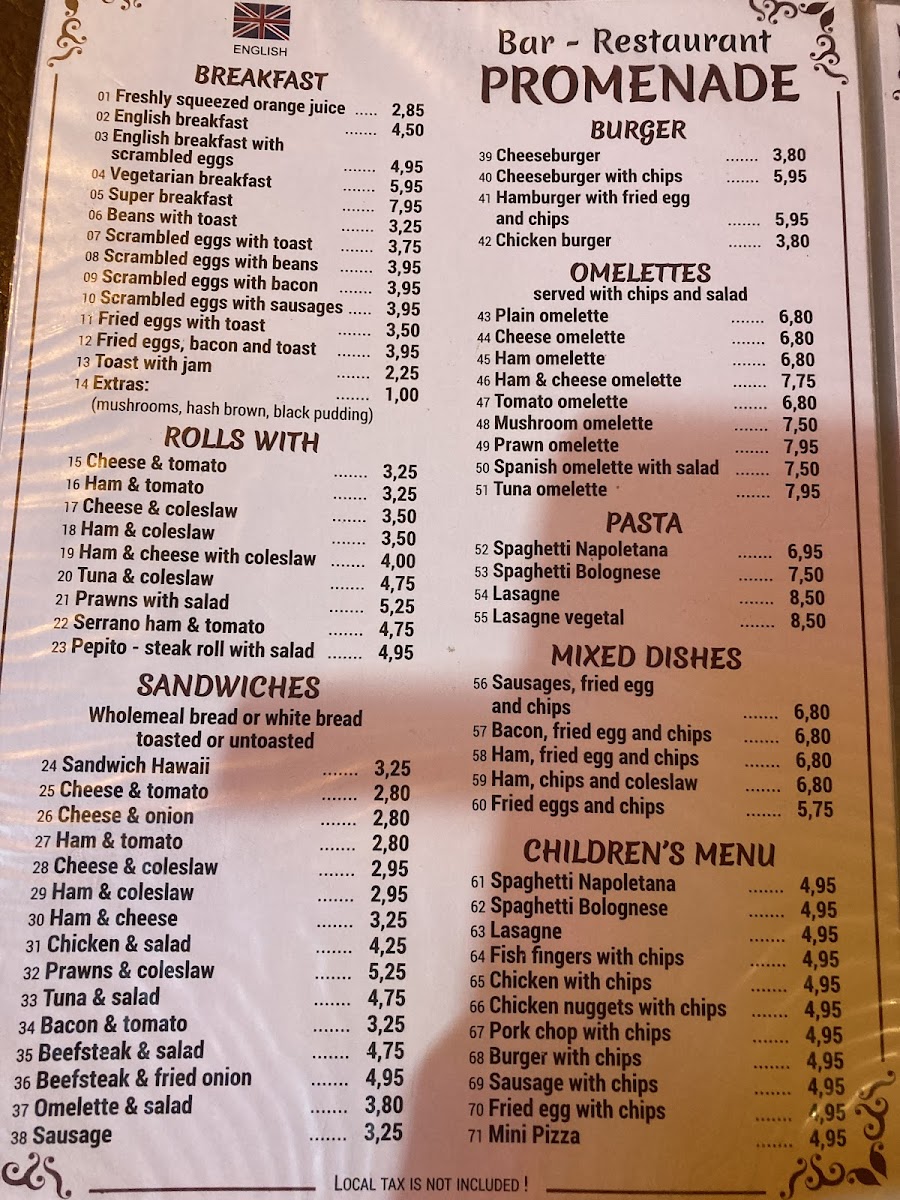 ENGLISH
BREAKFAST
01 Freshly squeezed orange juice ..... 2,85
02 English breakfast ....... 4,50
03 English breakfast with
scrambled eggs ....... 4,95
04 Vegetarian breakfast ....... 5,95
05 Super breakfast ....... 7,95
06 Beans with toast ....... 3,25
07 Scrambled eggs with toast ....... 3,75
08 Scrambled eggs with beans ....... 3,95
09 Scrambled eggs with bacon ....... 3,95
10 Scrambled eggs with sausages ..... 3,95
11 Fried eggs with toast ....... 3,50
12 Fried eggs, bacon and toast ....... 3,95
13 Toast with jam ....... 2,25
14 Extras: ....... 1,00
(mushrooms, hash brown, black pudding)
ROLLS WITH
15 Cheese & tomato ....... 3,25
16 Ham & tomato ....... 3,25
17 Cheese & coleslaw ....... 3,50
18 Ham & coleslaw ....... 3,50
19 Ham & cheese with coleslaw ....... 4,00
20 Tuna & coleslaw ....... 4,75
21 Prawns with salad ....... 5,25
22 Serrano ham & tomato ....... 4,75
23 Pepito - steak roll with salad ....... 4,95
SANDWICHES
Wholemeal bread or white bread
toasted or untoasted
24 Sandwich Hawaii ....... 3,25
25 Cheese & tomato ....... 2,80
26 Cheese & onion ....... 2,80
27 Ham & tomato ....... 2,80
28 Cheese & coleslaw ....... 2,95
29 Ham & coleslaw ....... 2,95
30 Ham & cheese ....... 3,25
31 Chicken & salad ....... 4,25
32 Prawns & coleslaw ....... 5,25
33 Tuna & salad ....... 4,75
34 Bacon & tomato ....... 3,25
35 Beefsteak & salad ....... 4,75
36 Beefsteak & fried onion ....... 4,95
37 Omelette & salad ....... 3,80
38 Sausage ....... 3,25
Bar - Restaurant
PROMENADE
BURGER
39 Cheeseburger ....... 3,80
40 Cheeseburger with chips ....... 5,95
41 Hamburger with fried egg
and chips ....... 5,95
42 Chicken burger ....... 3,80
OMELETTES
served with chips and salad
43 Plain omelette ....... 6,80
44 Cheese omelette ....... 6,80
45 Ham omelette ....... 6,80
46 Ham & cheese omelette ....... 7,75
47 Tomato omelette ....... 6,80
48 Mushroom omelette ....... 7,50
49 Prawn omelette ....... 7,95
50 Spanish omelette with salad ....... 7,50
51 Tuna omelette ....... 7,95
PASTA
52 Spaghetti Napoletana ....... 6,95
53 Spaghetti Bolognese ....... 7,50
54 Lasagne ....... 8,50
55 Lasagne vegetal ....... 8,50
MIXED DISHES
56 Sausages, fried egg
and chips ....... 6,80
57 Bacon, fried egg and chips ....... 6,80
58 Ham, fried egg and chips ....... 6,80
59 Ham, chips and coleslaw ....... 6,80
60 Fried eggs and chips ....... 5,75
CHILDREN'S MENU
61 Spaghetti Napoletana ....... 4,95
62 Spaghetti Bolognese ....... 4,95
63 Lasagne ....... 4,95
64 Fish fingers with chips ....... 4,95
65 Chicken with chips ....... 4,95
66 Chicken nuggets with chips ....... 4,95
67 Pork chop with chips ....... 4,95
68 Burger with chips ....... 4,95
69 Sausage with chips ....... 4,95
70 Fried egg with chips ....... 4,95
71 Mini Pizza ....... 4,95
LOCAL TAX IS NOT INCLUDED !